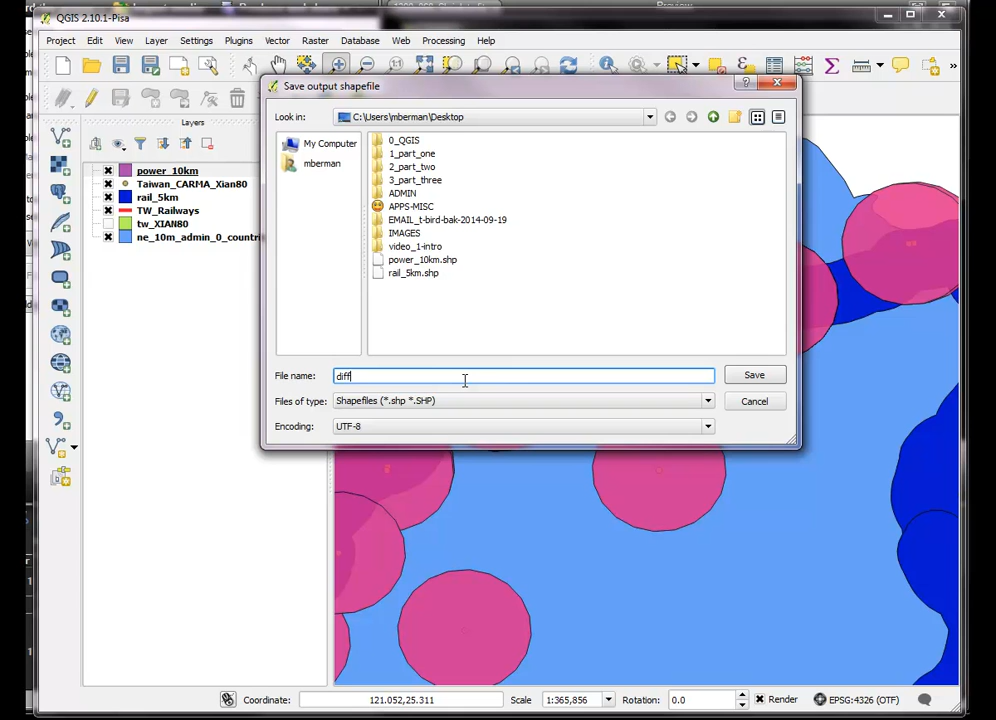 QGIS 2.10.1-Pisa
Project Edit View Layer Settings Plugins Vector Raster Database Web Processing Help
Save output shapefile
Look in: C:\Users\mberman\Desktop
My Computer
mberman
0_QGIS
1_part_one
2_part_two
3_part_three
ADMIN
APPS-MISC
EMAIL_t-bird-bak-2014-09-19
IMAGES
video_1-intro
power_10km.shp
rail_5km.shp
File name: diff Save
Files of type: Shapefiles (*.shp *.SHP) Cancel
Encoding: UTF-8
Layers
power_10km
Taiwan_CARMA_Xian80
rail_5km
TW_Railways
tw_XIAN80
ne_10m_admin_0_countri
Coordinate: 121.052,25.311 Scale 1:365,856 Rotation: 0.0 Render EPSG:4326 (OTF)